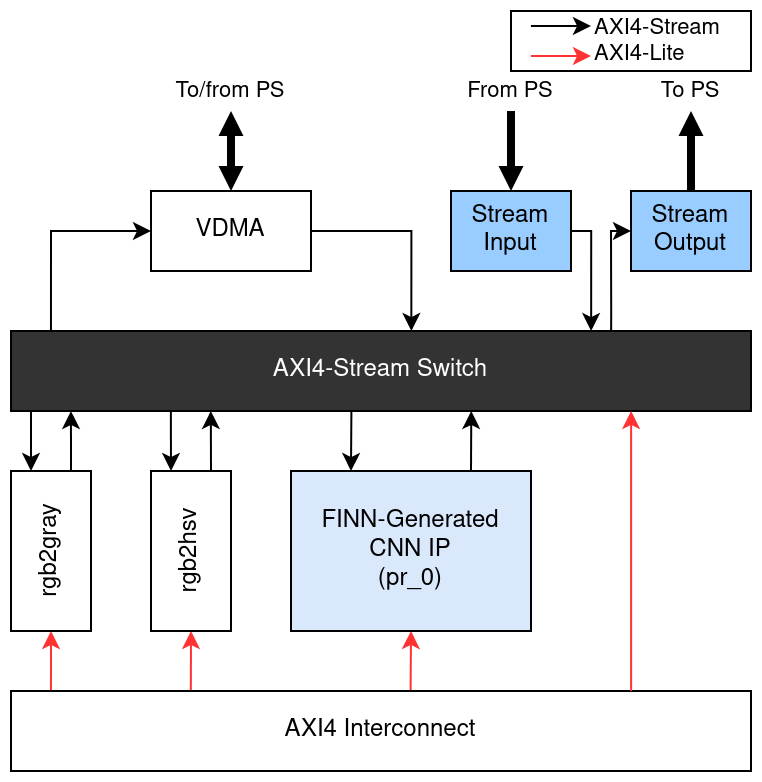 AXI4-Stream
AXI4-Lite
To/from PS
From PS
To PS
VDMA
Stream
Input
Stream
Output
AXI4-Stream Switch
rgb2gray
rgb2hsv
FINN-Generated
CNN IP
(pr_0)
AXI4 Interconnect